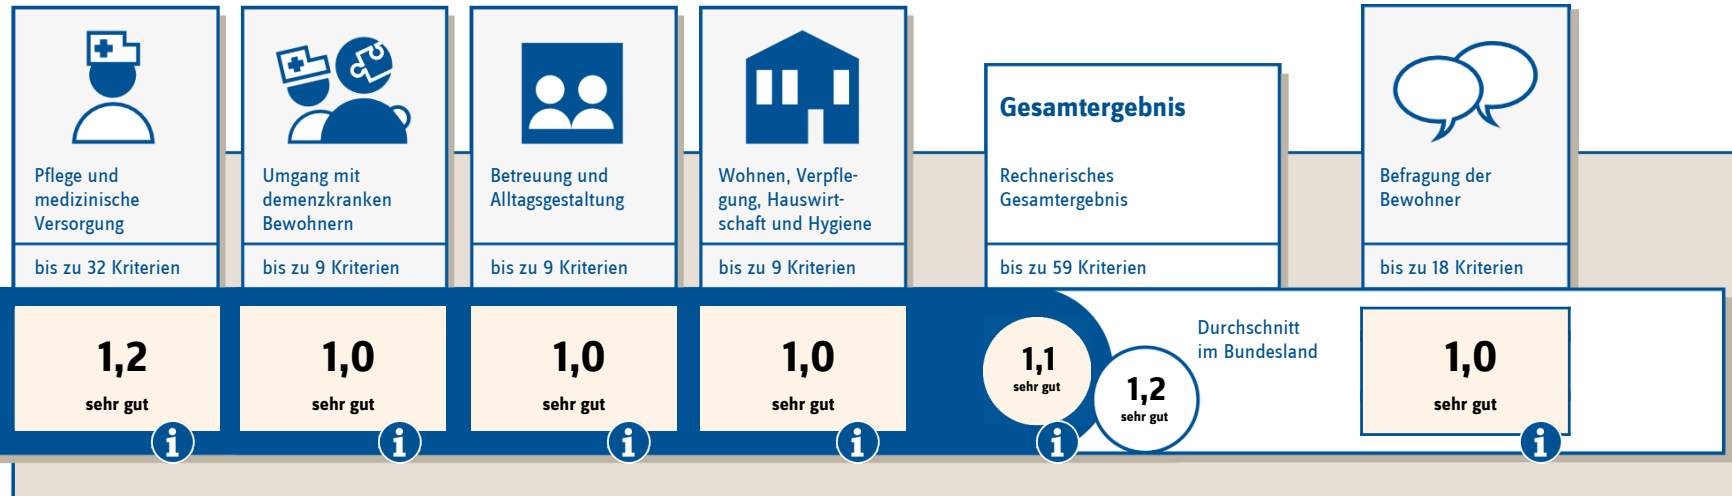 Pflege und
medizinische
Versorgung
bis zu 32 Kriterien
1,2
sehr gut
i
Umgang mit
demenzkranken
Bewohnern
bis zu 9 Kriterien
1,0
sehr gut
i
Betreuung und
Alltagsgestaltung
bis zu 9 Kriterien
1,0
sehr gut
i
Wohnen, Verpfle-
gung, Hauswirt-
schaft und Hygiene
bis zu 9 Kriterien
1,0
sehr gut
i
Gesamtergebnis
Rechnerisches
Gesamtergebnis
bis zu 59 Kriterien
1,1
sehr gut
i
Durchschnitt
im Bundesland
1,2
sehr gut
Befragung der
Bewohner
bis zu 18 Kriterien
1,0
sehr gut
i